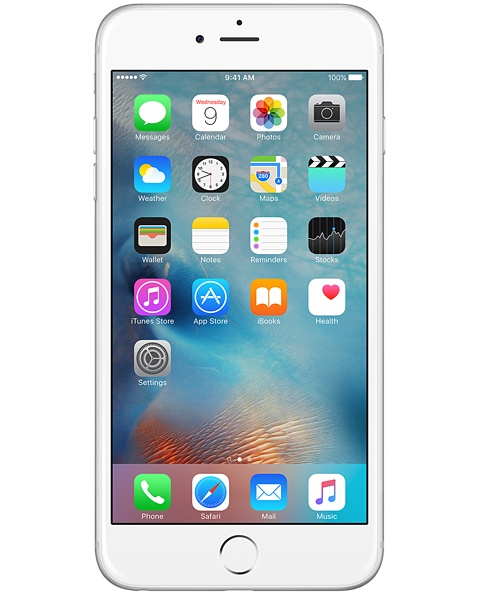 9:41 AM 100%
Wednesday
9
Messages Calendar Photos Camera
280
Weather Clock Maps Videos
Wallet Notes Reminders Stocks
iTunes Store App Store iBooks Health
Settings
Phone Safari Mail Music